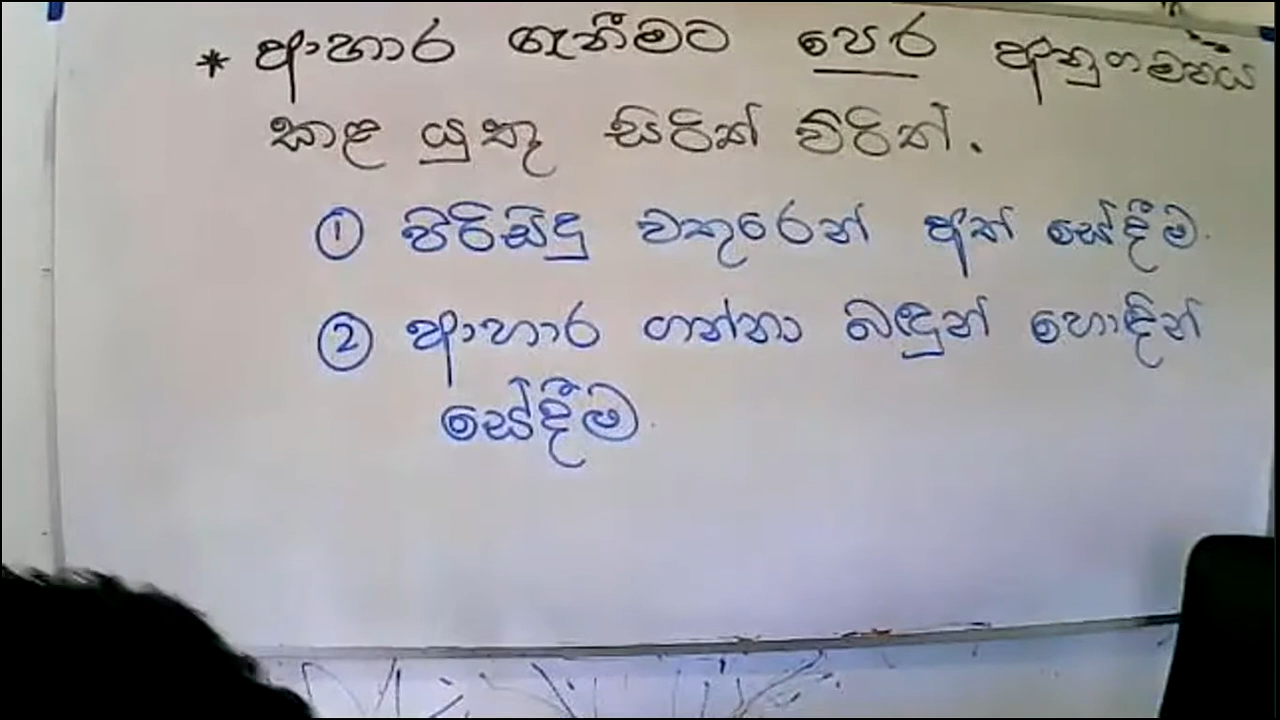 * ආහාර ගැනීමට පෙර අනුගමනය
කළ යුතු සිරිත් විරිත්.
① පිරිසිදු වතුරෙන් අත් සේදීම.
② ආහාර ගන්නා බඳුන් හොඳින්
සේදීම.